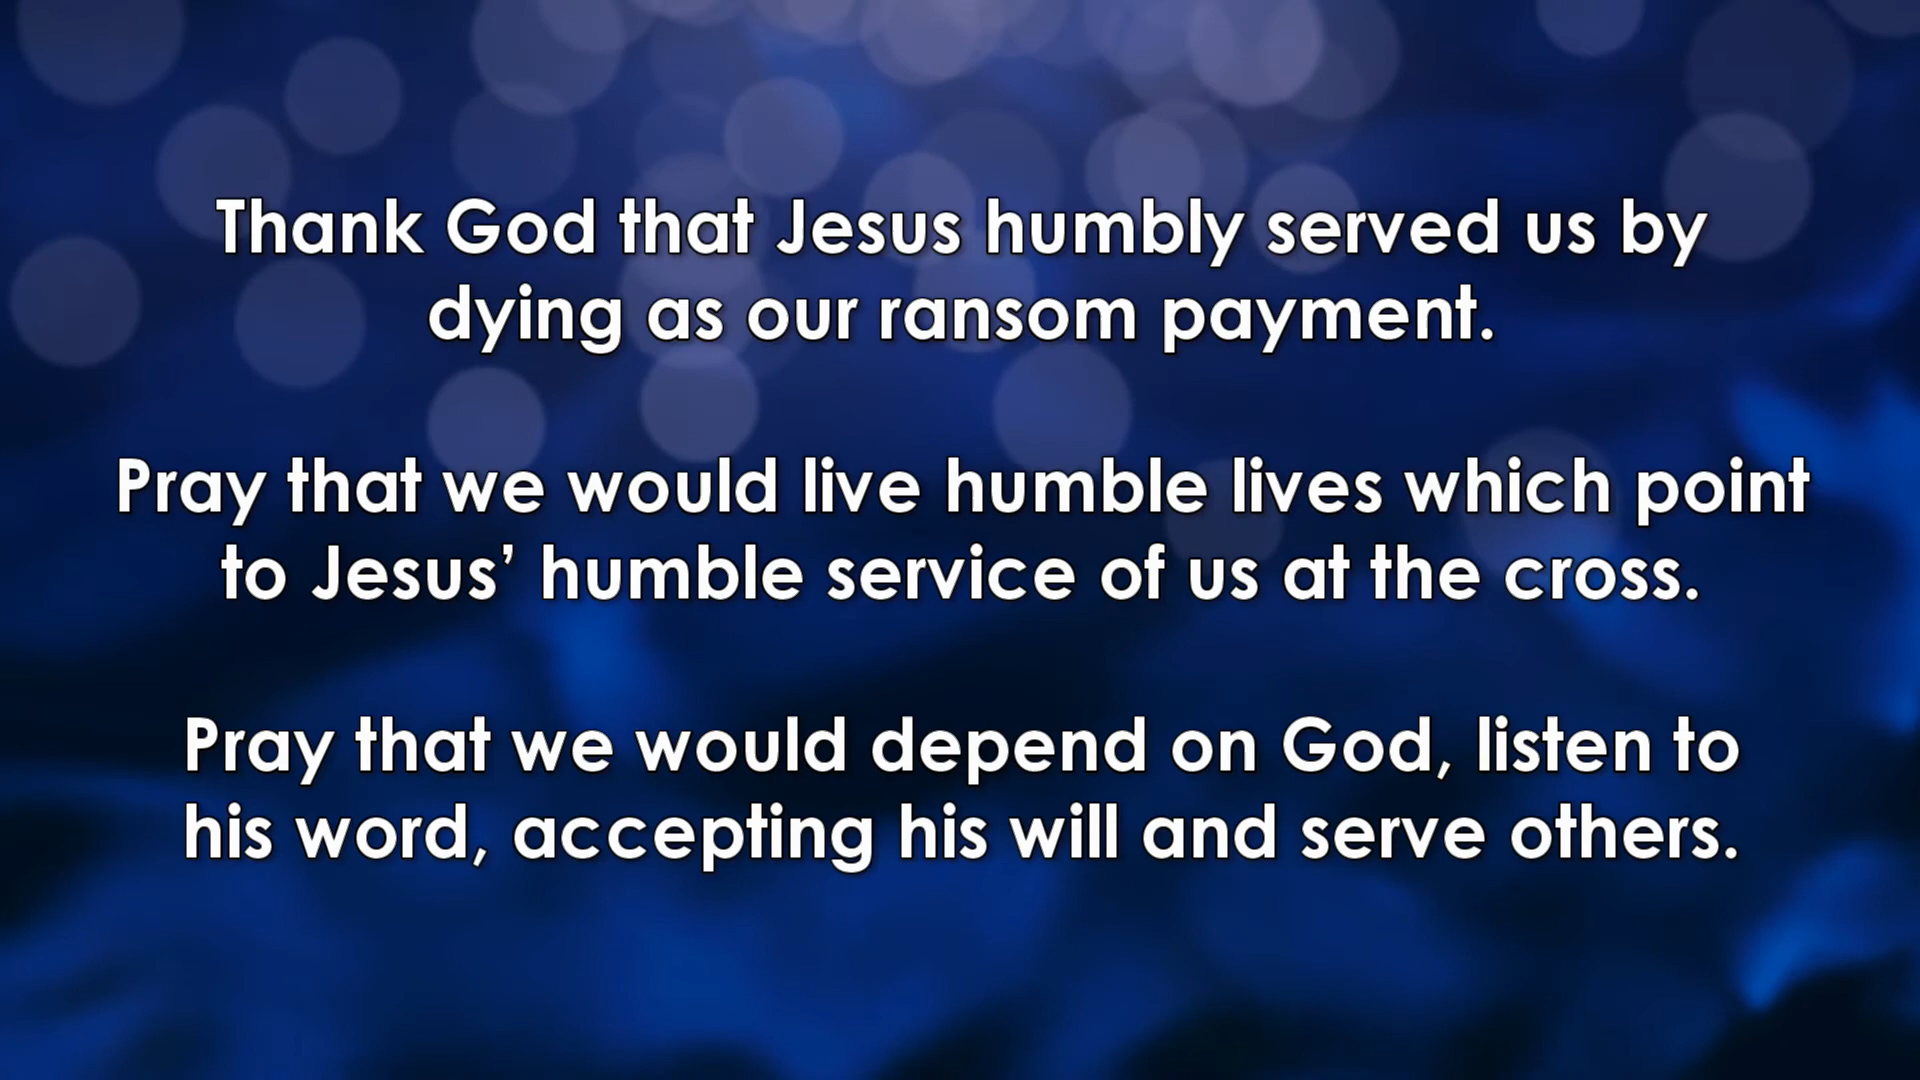 Thank God that Jesus humbly served us by
dying as our ransom payment.
Pray that we would live humble lives which point
to Jesus’ humble service of us at the cross.
Pray that we would depend on God, listen to
his word, accepting his will and serve others.